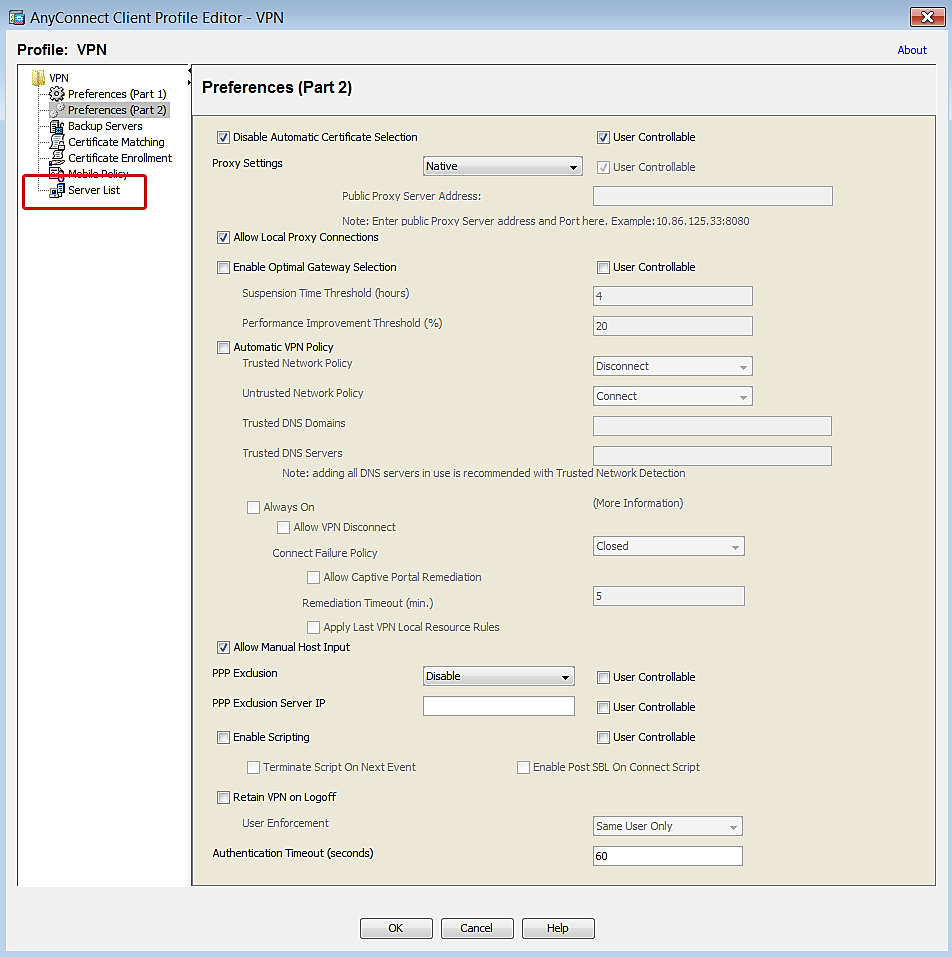 AnyConnect Client Profile Editor - VPN
Profile: VPN
About
VPN
Preferences (Part 1)
Preferences (Part 2)
Backup Servers
Certificate Matching
Certificate Enrollment
Mobile Policy
Server List
Preferences (Part 2)
Disable Automatic Certificate Selection
User Controllable
Proxy Settings
Native
User Controllable
Public Proxy Server Address:
Note: Enter public Proxy Server address and Port here. Example:10.86.125.33:8080
Allow Local Proxy Connections
Enable Optimal Gateway Selection
User Controllable
Suspension Time Threshold (hours)
4
Performance Improvement Threshold (%)
20
Automatic VPN Policy
Trusted Network Policy
Disconnect
Untrusted Network Policy
Connect
Trusted DNS Domains
Trusted DNS Servers
Note: adding all DNS servers in use is recommended with Trusted Network Detection
Always On
(More Information)
Allow VPN Disconnect
Connect Failure Policy
Closed
Allow Captive Portal Remediation
Remediation Timeout (min.)
5
Apply Last VPN Local Resource Rules
Allow Manual Host Input
PPP Exclusion
Disable
User Controllable
PPP Exclusion Server IP
User Controllable
Enable Scripting
User Controllable
Terminate Script On Next Event
Enable Post SBL On Connect Script
Retain VPN on Logoff
User Enforcement
Same User Only
Authentication Timeout (seconds)
60
OK
Cancel
Help